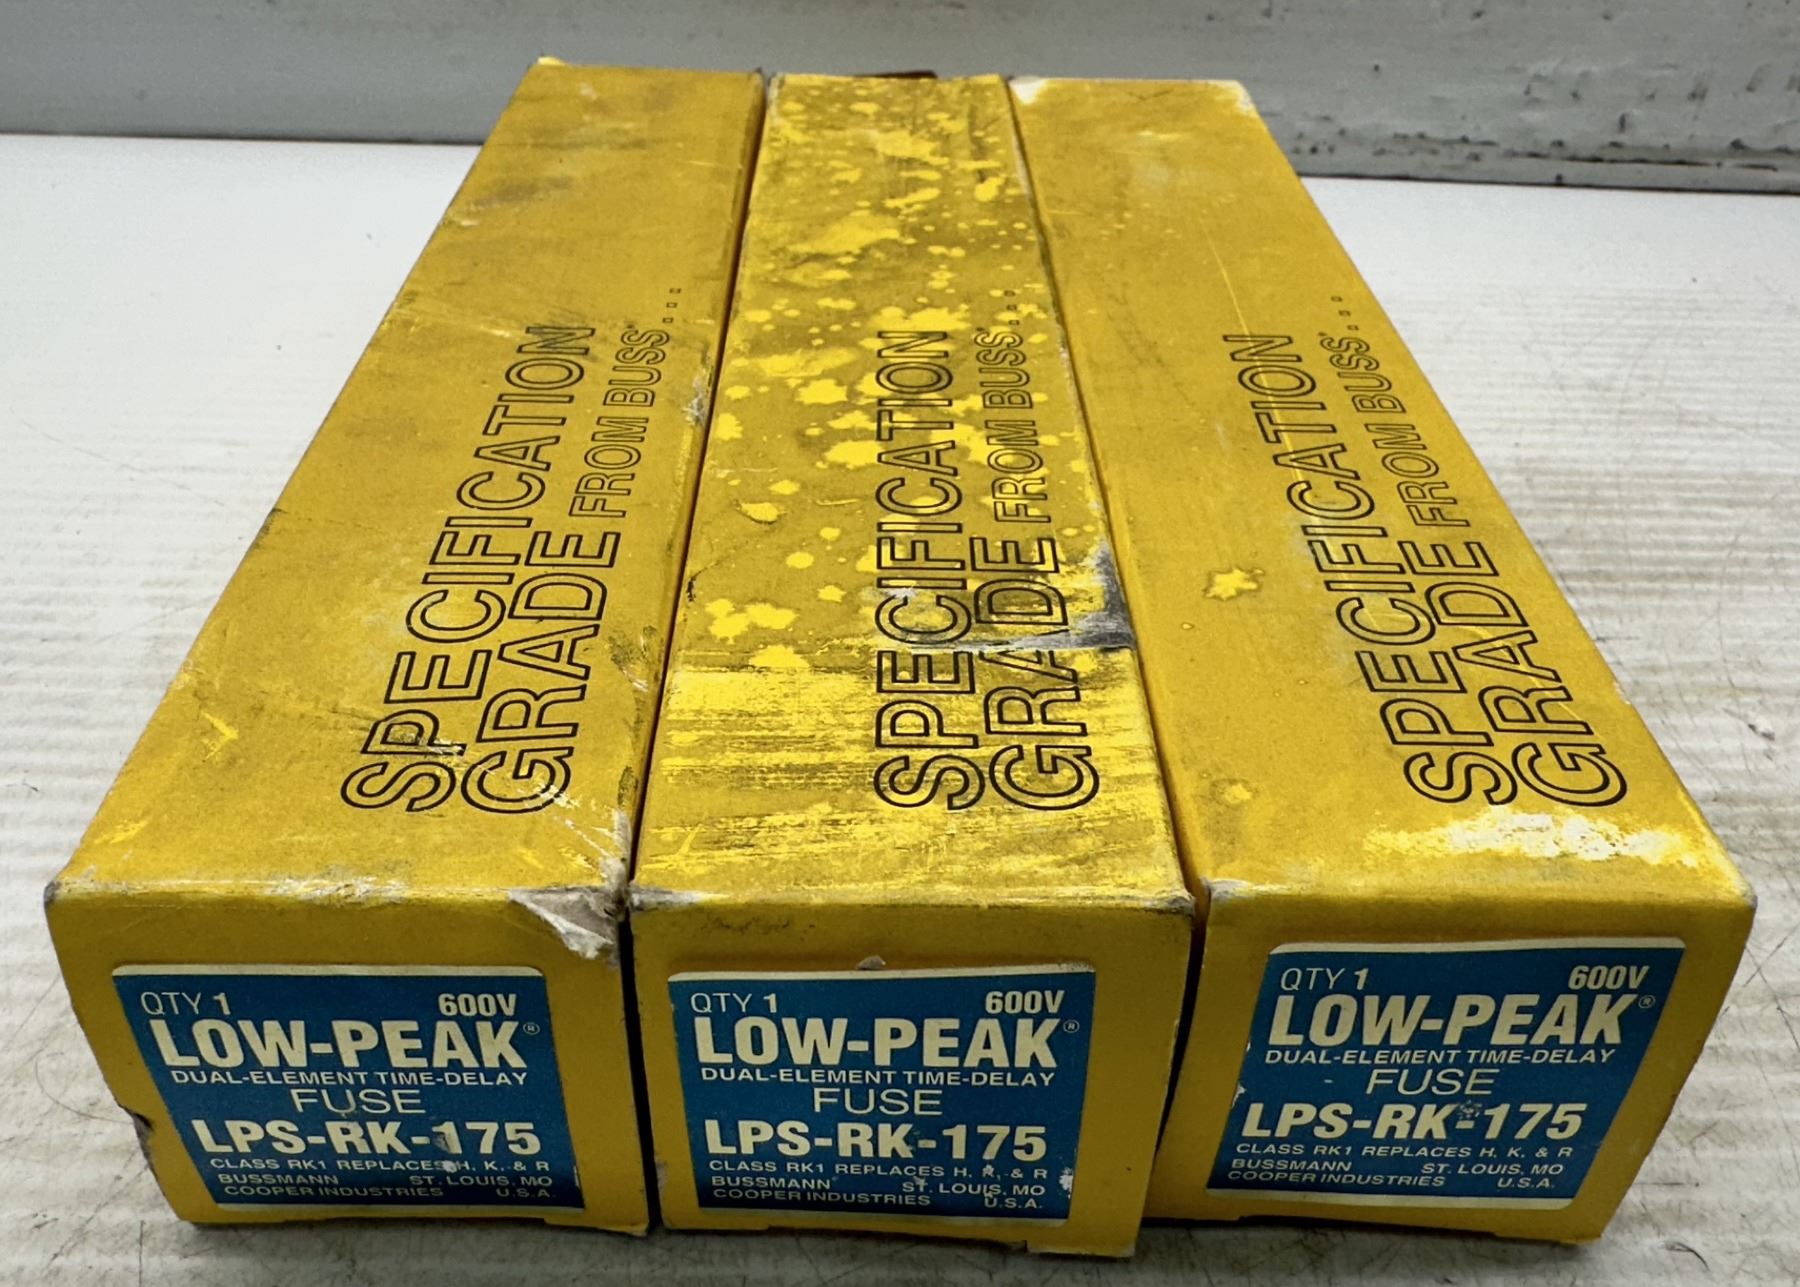 SPECIFICATION
GRADE FROM BUSS....
SPECIFICATION
GRADE FROM BUSS....
SPECIFICATION
GRADE FROM BUSS....
QTY 1 600V
LOW-PEAK®
DUAL-ELEMENT TIME-DELAY
FUSE
LPS-RK-175
CLASS RK1 REPLACES H. K. & R
BUSSMANN ST. LOUIS, MO
COOPER INDUSTRIES U.S.A.
QTY 1 600V
LOW-PEAK®
DUAL-ELEMENT TIME-DELAY
FUSE
LPS-RK-175
CLASS RK1 REPLACES H. K. & R
BUSSMANN ST. LOUIS, MO
COOPER INDUSTRIES U.S.A.
QTY 1 600V
LOW-PEAK®
DUAL-ELEMENT TIME-DELAY
FUSE
LPS-RK-175
CLASS RK1 REPLACES H. K. & R
BUSSMANN ST. LOUIS, MO
COOPER INDUSTRIES U.S.A.